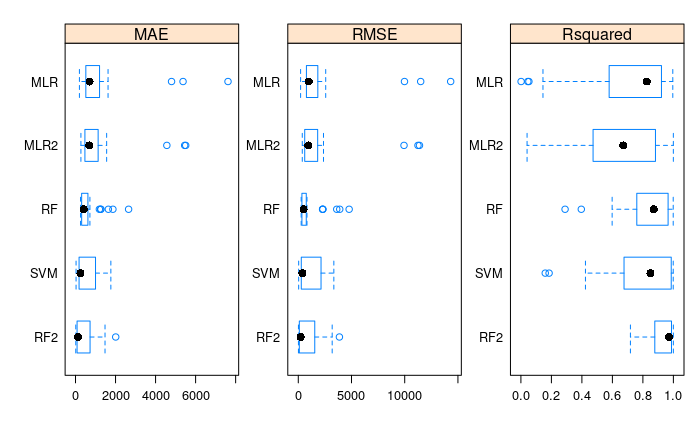 MAE RMSE Rsquared
MLR MLR MLR
MLR2 MLR2 MLR2
RF RF RF
SVM SVM SVM
RF2 RF2 RF2
0 2000 4000 6000 0 5000 10000 0.0 0.2 0.4 0.6 0.8 1.0